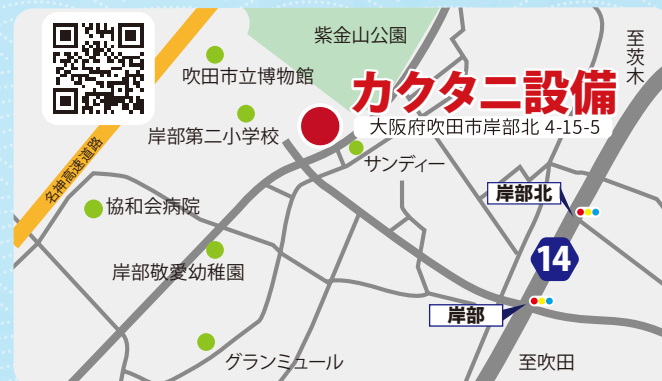 紫金山公園
至茨木
吹田市立博物館
カクタニ設備
大阪府吹田市岸部北 4-15-5
岸部第二小学校
サンディー
名神高速道路
岸部北
協和会病院
14
岸部敬愛幼稚園
岸部
グランミュール
至吹田